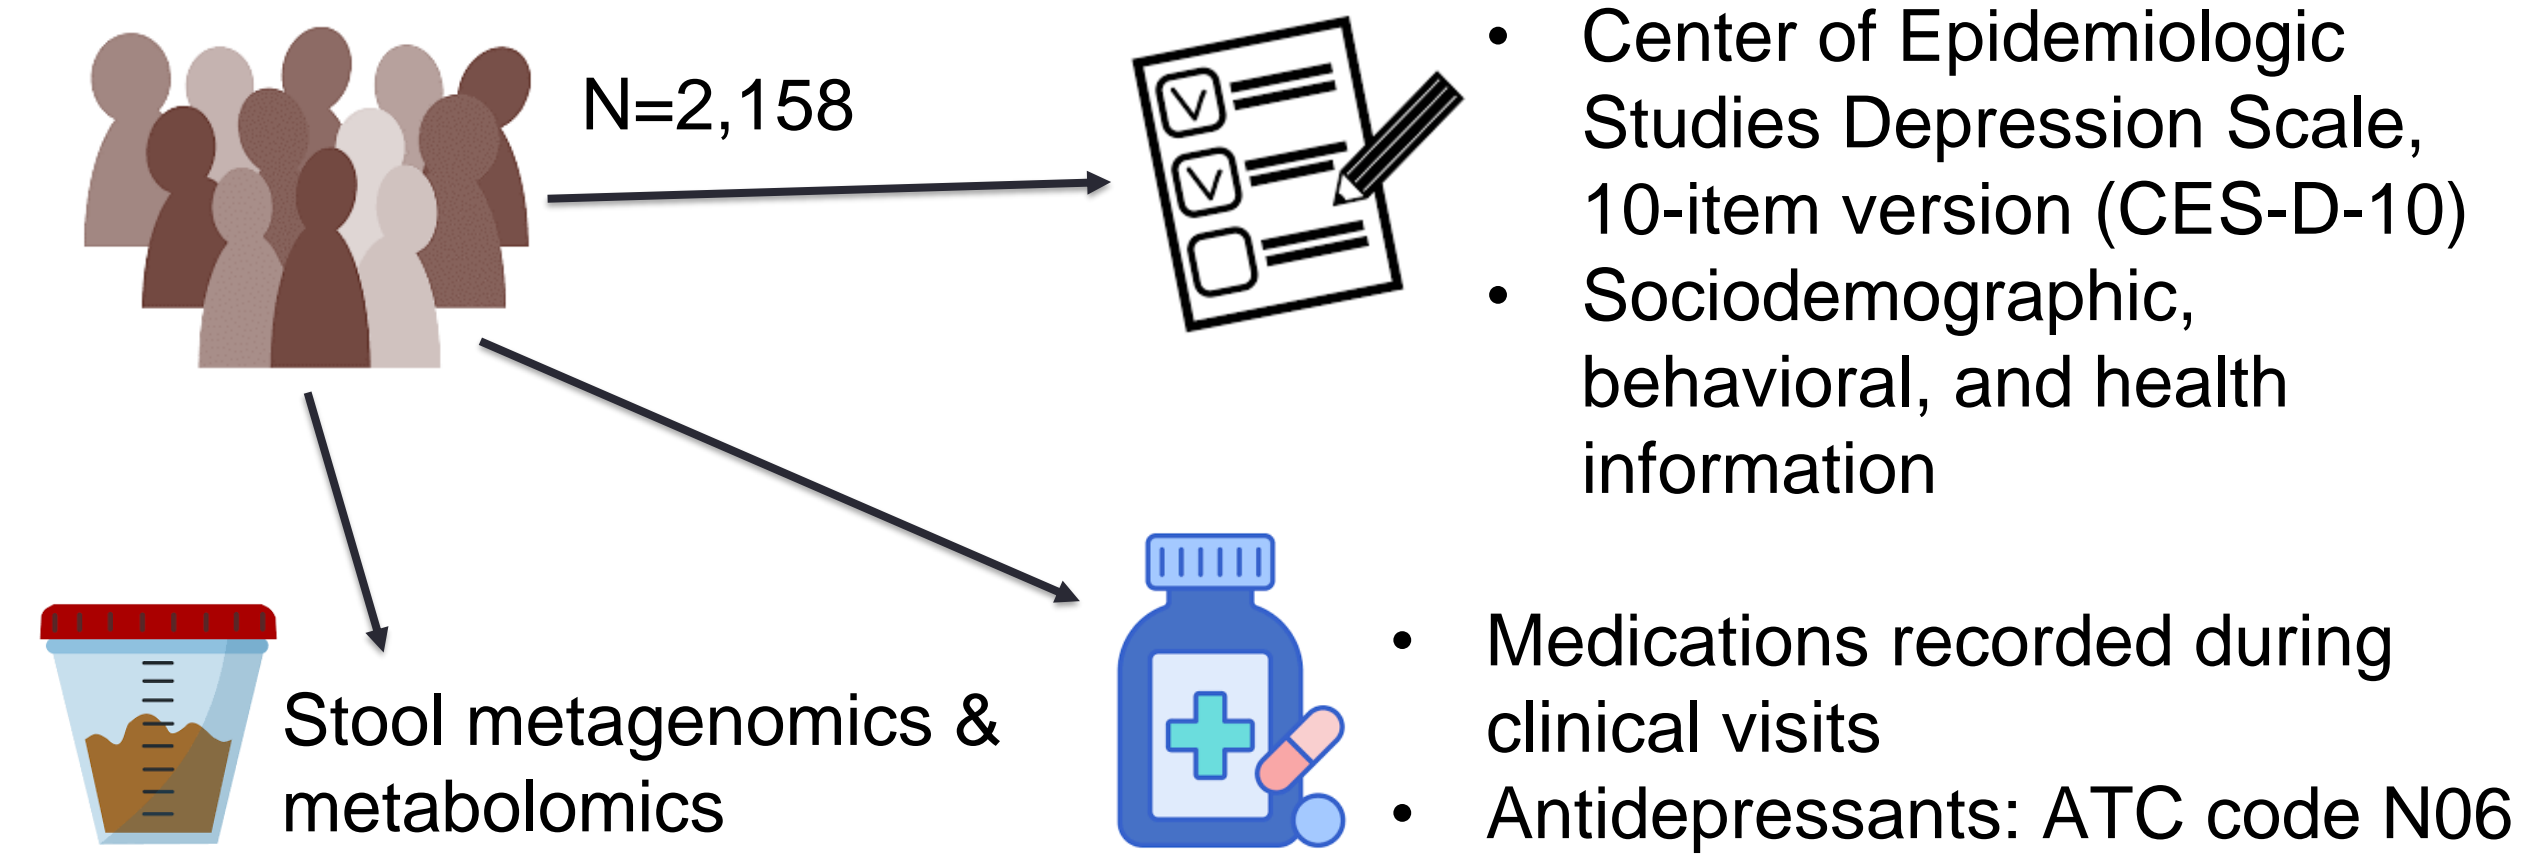 N=2,158
• Center of Epidemiologic
Studies Depression Scale,
10-item version (CES-D-10)
• Sociodemographic,
behavioral, and health
information
• Medications recorded during
clinical visits
• Antidepressants: ATC code N06
Stool metagenomics &
metabolomics